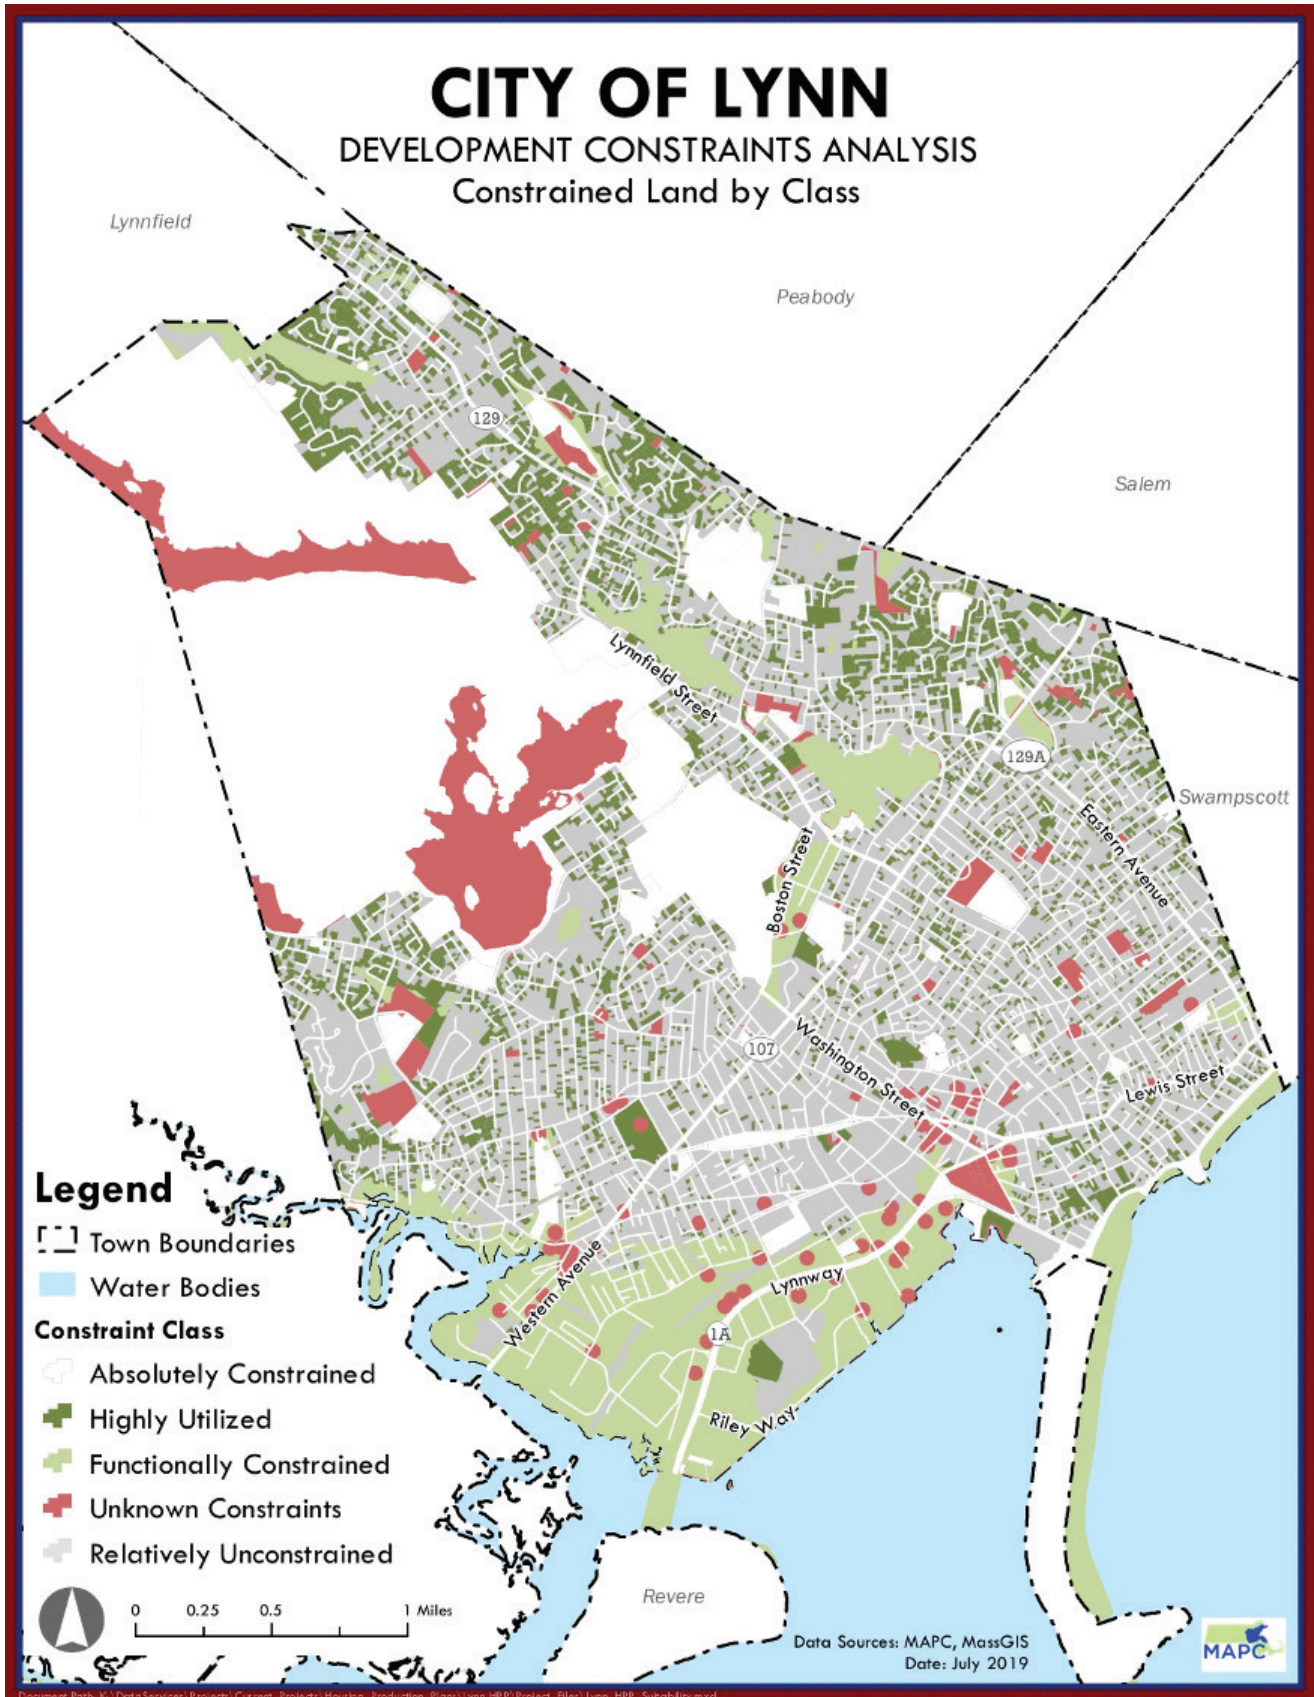 CITY OF LYNN
DEVELOPMENT CONSTRAINTS ANALYSIS
Constrained Land by Class
Lynnfield
Peabody
129
Salem
Lynnfield Street
129A
Swampscott
Eastern Avenue
Boston Street
107
Washington Street
Lewis Street
Legend
Town Boundaries
Water Bodies
Constraint Class
Absolutely Constrained
Highly Utilized
Functionally Constrained
Unknown Constraints
Relatively Unconstrained
Western Avenue
Lynnway
1A
Riley Way
0 0.25 0.5 1 Miles
Revere
Data Sources: MAPC, MassGIS
Date: July 2019
MAPC